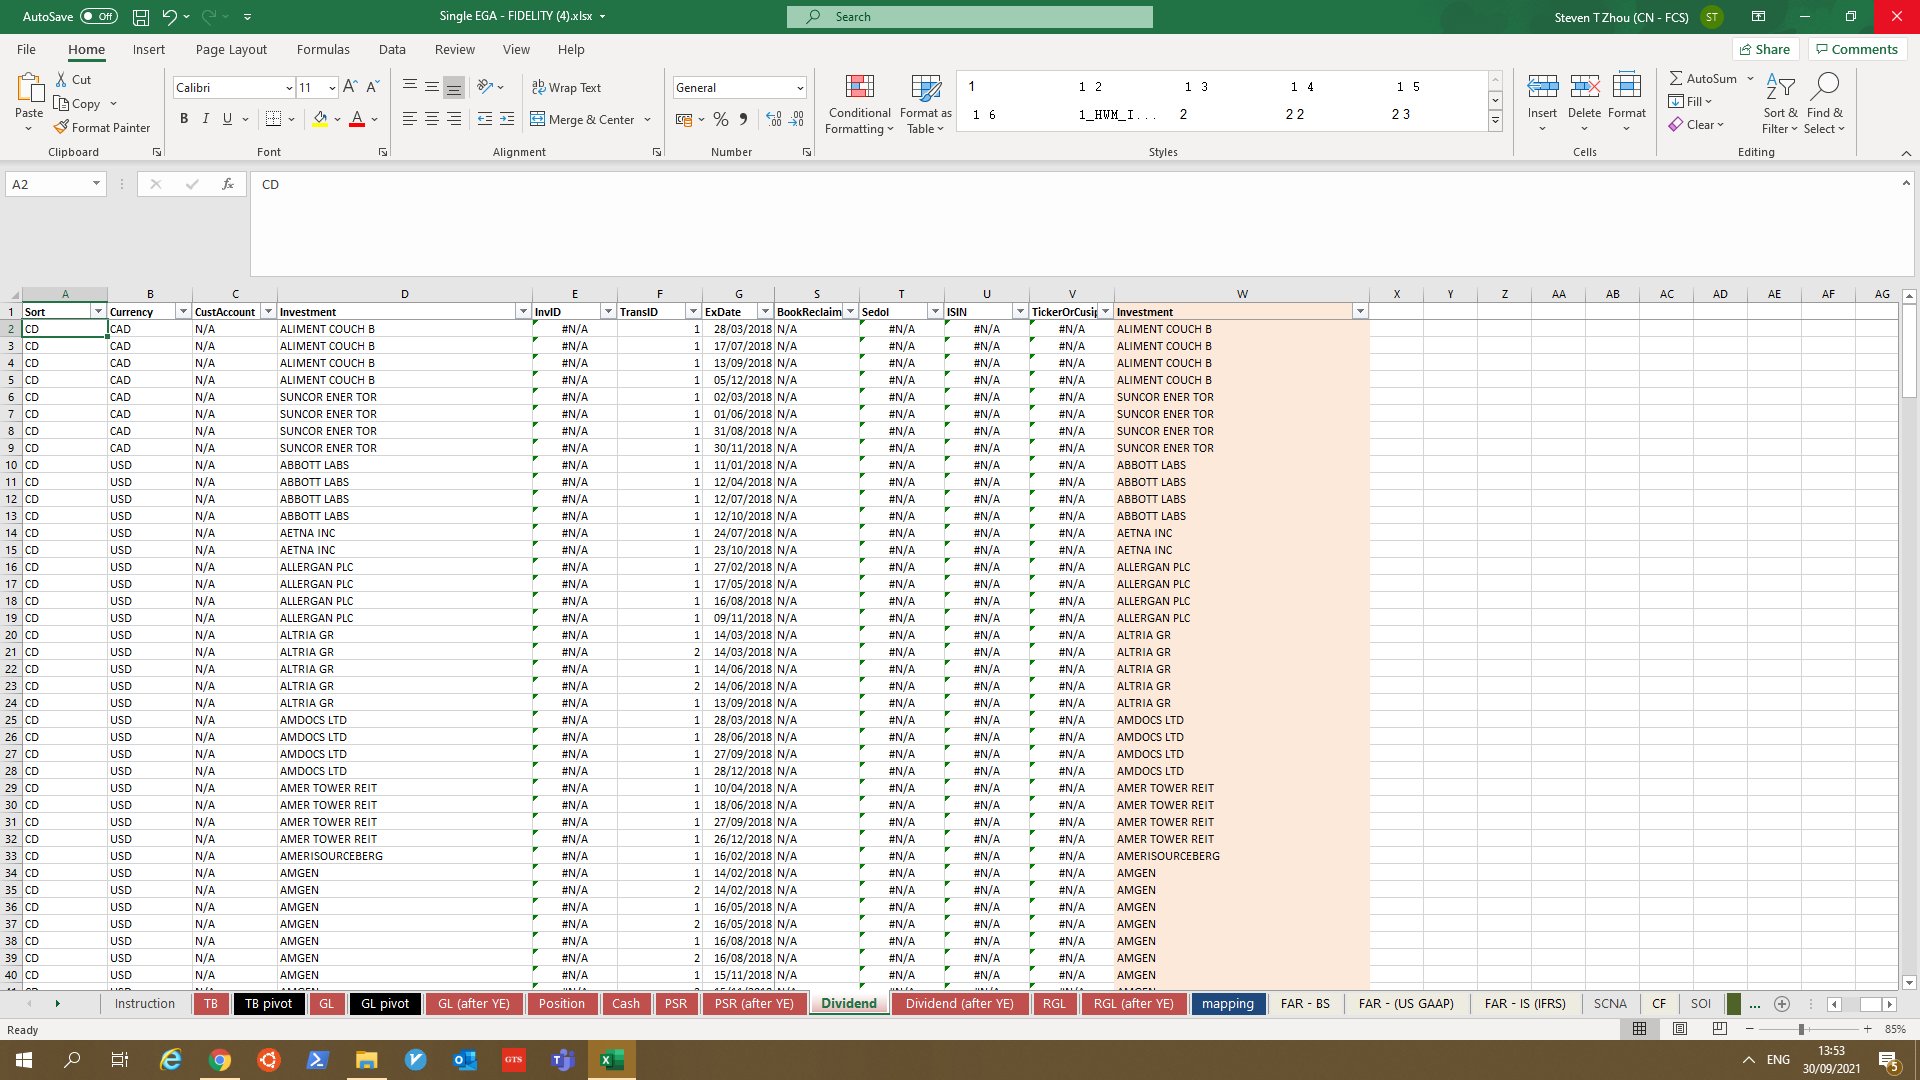 AutoSave Off Single EGA - FIDELITY (4).xlsx Search Steven T Zhou (CN - FCS) ST
File Home Insert Page Layout Formulas Data Review View Help Share Comments
Paste Cut Copy Format Painter Clipboard
Calibri 11 B I U Font
Wrap Text Merge & Center Alignment
General % Number
Conditional Formatting Format as Table
1 1 2 1 3 1 4 1 5
1 6 1_HWM_I... 2 2 2 2 3
Styles
Insert Delete Format Cells
AutoSum Fill Clear Sort & Filter Find & Select Editing
A2 fx CD
A B C D E F G S T U V W X Y Z AA AB AC AD AE AF AG
1 Sort Currency CustAccount Investment InvID TransID ExDate BookReclaim Sedol ISIN TickerOrCusip Investment
2 CD CAD N/A ALIMENT COUCH B #N/A 1 28/03/2018 N/A #N/A #N/A #N/A ALIMENT COUCH B
3 CD CAD N/A ALIMENT COUCH B #N/A 1 17/07/2018 N/A #N/A #N/A #N/A ALIMENT COUCH B
4 CD CAD N/A ALIMENT COUCH B #N/A 1 13/09/2018 N/A #N/A #N/A #N/A ALIMENT COUCH B
5 CD CAD N/A ALIMENT COUCH B #N/A 1 05/12/2018 N/A #N/A #N/A #N/A ALIMENT COUCH B
6 CD CAD N/A SUNCOR ENER TOR #N/A 1 02/03/2018 N/A #N/A #N/A #N/A SUNCOR ENER TOR
7 CD CAD N/A SUNCOR ENER TOR #N/A 1 01/06/2018 N/A #N/A #N/A #N/A SUNCOR ENER TOR
8 CD CAD N/A SUNCOR ENER TOR #N/A 1 31/08/2018 N/A #N/A #N/A #N/A SUNCOR ENER TOR
9 CD CAD N/A SUNCOR ENER TOR #N/A 1 30/11/2018 N/A #N/A #N/A #N/A SUNCOR ENER TOR
10 CD USD N/A ABBOTT LABS #N/A 1 11/01/2018 N/A #N/A #N/A #N/A ABBOTT LABS
11 CD USD N/A ABBOTT LABS #N/A 1 12/04/2018 N/A #N/A #N/A #N/A ABBOTT LABS
12 CD USD N/A ABBOTT LABS #N/A 1 12/07/2018 N/A #N/A #N/A #N/A ABBOTT LABS
13 CD USD N/A ABBOTT LABS #N/A 1 12/10/2018 N/A #N/A #N/A #N/A ABBOTT LABS
14 CD USD N/A AETNA INC #N/A 1 24/07/2018 N/A #N/A #N/A #N/A AETNA INC
15 CD USD N/A AETNA INC #N/A 1 23/10/2018 N/A #N/A #N/A #N/A AETNA INC
16 CD USD N/A ALLERGAN PLC #N/A 1 27/02/2018 N/A #N/A #N/A #N/A ALLERGAN PLC
17 CD USD N/A ALLERGAN PLC #N/A 1 17/05/2018 N/A #N/A #N/A #N/A ALLERGAN PLC
18 CD USD N/A ALLERGAN PLC #N/A 1 16/08/2018 N/A #N/A #N/A #N/A ALLERGAN PLC
19 CD USD N/A ALLERGAN PLC #N/A 1 09/11/2018 N/A #N/A #N/A #N/A ALLERGAN PLC
20 CD USD N/A ALTRIA GR #N/A 1 14/03/2018 N/A #N/A #N/A #N/A ALTRIA GR
21 CD USD N/A ALTRIA GR #N/A 2 14/03/2018 N/A #N/A #N/A #N/A ALTRIA GR
22 CD USD N/A ALTRIA GR #N/A 1 14/06/2018 N/A #N/A #N/A #N/A ALTRIA GR
23 CD USD N/A ALTRIA GR #N/A 2 14/06/2018 N/A #N/A #N/A #N/A ALTRIA GR
24 CD USD N/A ALTRIA GR #N/A 1 13/09/2018 N/A #N/A #N/A #N/A ALTRIA GR
25 CD USD N/A AMDOCS LTD #N/A 1 28/03/2018 N/A #N/A #N/A #N/A AMDOCS LTD
26 CD USD N/A AMDOCS LTD #N/A 1 28/06/2018 N/A #N/A #N/A #N/A AMDOCS LTD
27 CD USD N/A AMDOCS LTD #N/A 1 27/09/2018 N/A #N/A #N/A #N/A AMDOCS LTD
28 CD USD N/A AMDOCS LTD #N/A 1 28/12/2018 N/A #N/A #N/A #N/A AMDOCS LTD
29 CD USD N/A AMER TOWER REIT #N/A 1 10/04/2018 N/A #N/A #N/A #N/A AMER TOWER REIT
30 CD USD N/A AMER TOWER REIT #N/A 1 18/06/2018 N/A #N/A #N/A #N/A AMER TOWER REIT
31 CD USD N/A AMER TOWER REIT #N/A 1 27/09/2018 N/A #N/A #N/A #N/A AMER TOWER REIT
32 CD USD N/A AMER TOWER REIT #N/A 1 26/12/2018 N/A #N/A #N/A #N/A AMER TOWER REIT
33 CD USD N/A AMERISOURCEBERG #N/A 1 16/02/2018 N/A #N/A #N/A #N/A AMERISOURCEBERG
34 CD USD N/A AMGEN #N/A 1 14/02/2018 N/A #N/A #N/A #N/A AMGEN
35 CD USD N/A AMGEN #N/A 2 14/02/2018 N/A #N/A #N/A #N/A AMGEN
36 CD USD N/A AMGEN #N/A 1 16/05/2018 N/A #N/A #N/A #N/A AMGEN
37 CD USD N/A AMGEN #N/A 2 16/05/2018 N/A #N/A #N/A #N/A AMGEN
38 CD USD N/A AMGEN #N/A 1 16/08/2018 N/A #N/A #N/A #N/A AMGEN
39 CD USD N/A AMGEN #N/A 2 16/08/2018 N/A #N/A #N/A #N/A AMGEN
40 CD USD N/A AMGEN #N/A 1 15/11/2018 N/A #N/A #N/A #N/A AMGEN
Instruction TB TB pivot GL GL pivot GL (after YE) Position Cash PSR PSR (after YE) Dividend Dividend (after YE) RGL RGL (after YE) mapping FAR - BS FAR - (US GAAP) FAR - IS (IFRS) SCNA CF SOI ...
Ready 85%
GTS ENG 13:53
30/09/2021 5